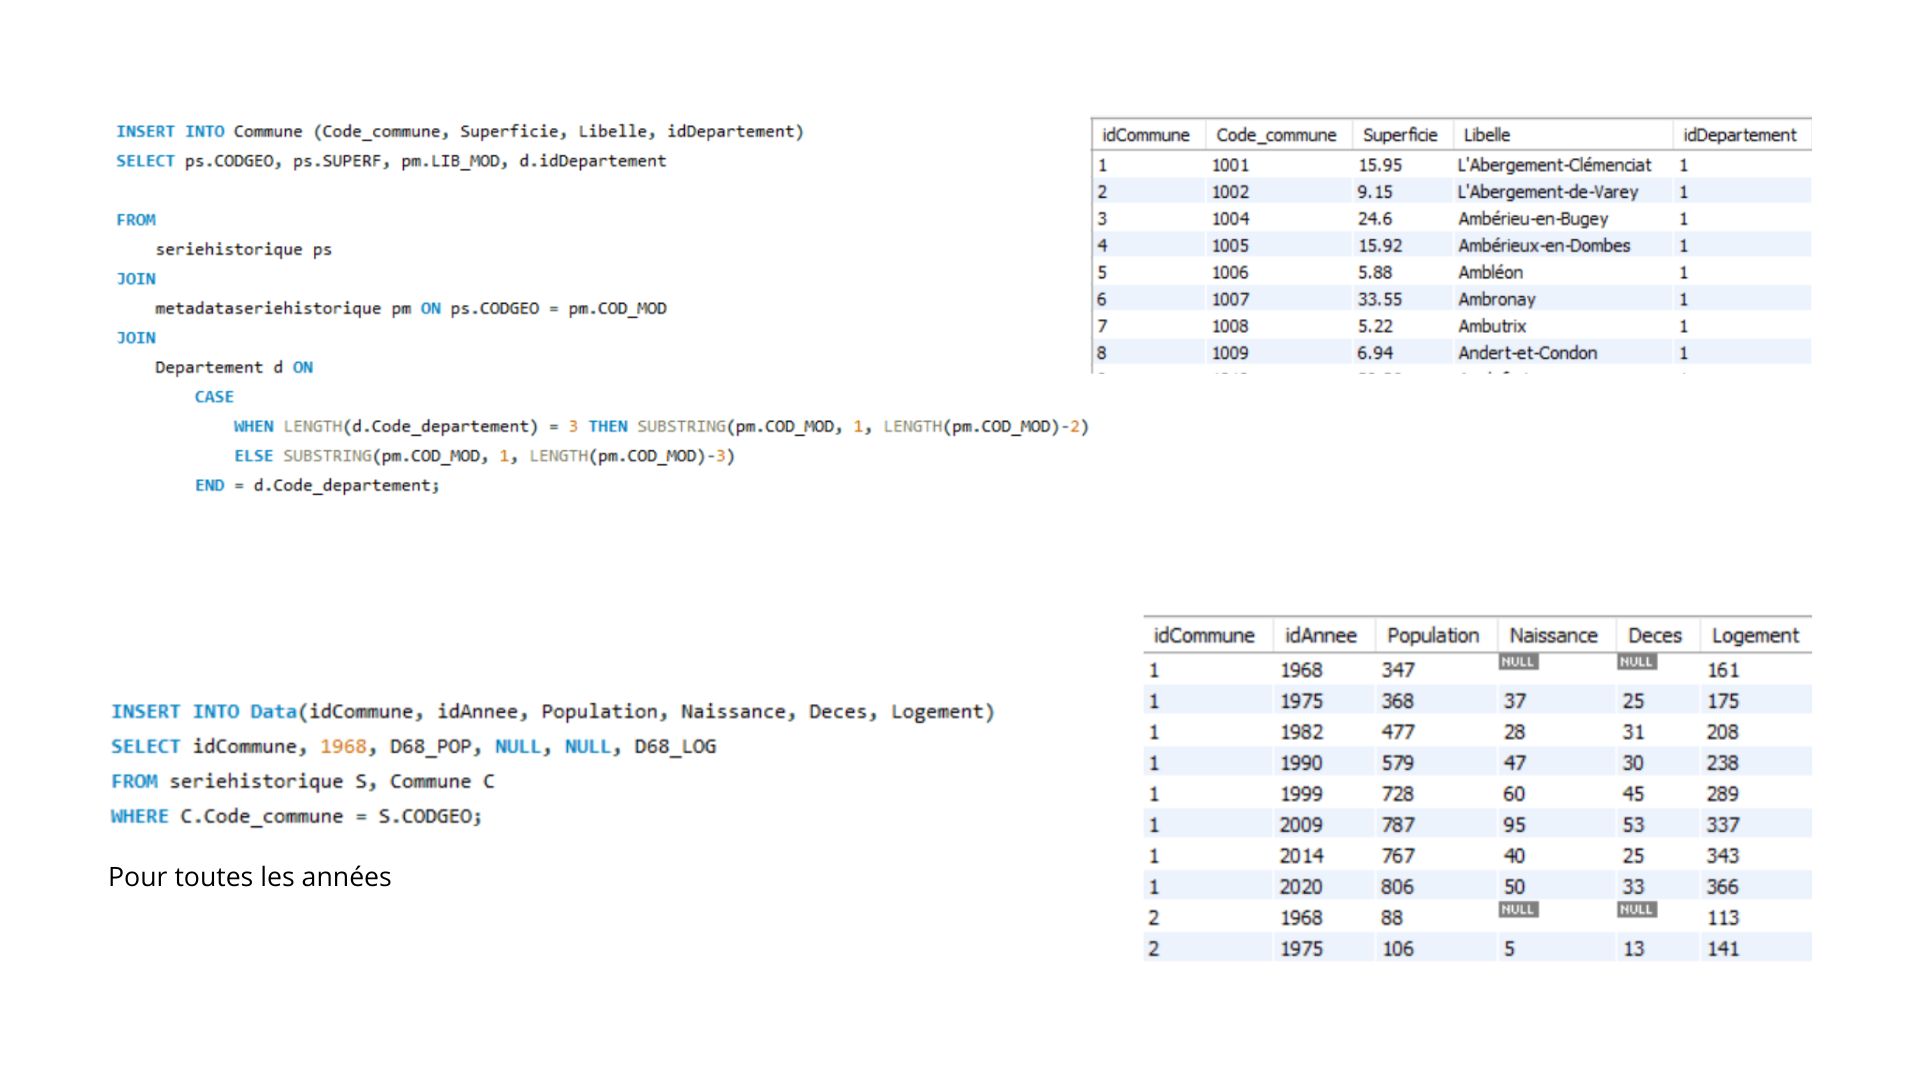 INSERT INTO Commune (Code_commune, Superficie, Libelle, idDepartement)
SELECT ps.CODGEO, ps.SUPERF, pm.LIB_MOD, d.idDepartement
FROM
seriehistorique ps
JOIN
metadataseriehistorique pm ON ps.CODGEO = pm.COD_MOD
JOIN
Departement d ON
CASE
WHEN LENGTH(d.Code_departement) = 3 THEN SUBSTRING(pm.COD_MOD, 1, LENGTH(pm.COD_MOD)-2)
ELSE SUBSTRING(pm.COD_MOD, 1, LENGTH(pm.COD_MOD)-3)
END = d.Code_departement;
idCommune Code_commune Superficie Libelle idDepartement
1 1001 15.95 L'Abergement-Clémenciat 1
2 1002 9.15 L'Abergement-de-Varey 1
3 1004 24.6 Ambérieu-en-Bugey 1
4 1005 15.92 Ambérieux-en-Dombes 1
5 1006 5.88 Ambléon 1
6 1007 33.55 Ambronay 1
7 1008 5.22 Ambutrix 1
8 1009 6.94 Andert-et-Condon 1
INSERT INTO Data(idCommune, idAnnee, Population, Naissance, Deces, Logement)
SELECT idCommune, 1968, D68_POP, NULL, NULL, D68_LOG
FROM seriehistorique S, Commune C
WHERE C.Code_commune = S.CODGEO;
Pour toutes les années
idCommune idAnnee Population Naissance Deces Logement
1 1968 347 NULL NULL 161
1 1975 368 37 25 175
1 1982 477 28 31 208
1 1990 579 47 30 238
1 1999 728 60 45 289
1 2009 787 95 53 337
1 2014 767 40 25 343
1 2020 806 50 33 366
2 1968 88 NULL NULL 113
2 1975 106 5 13 141